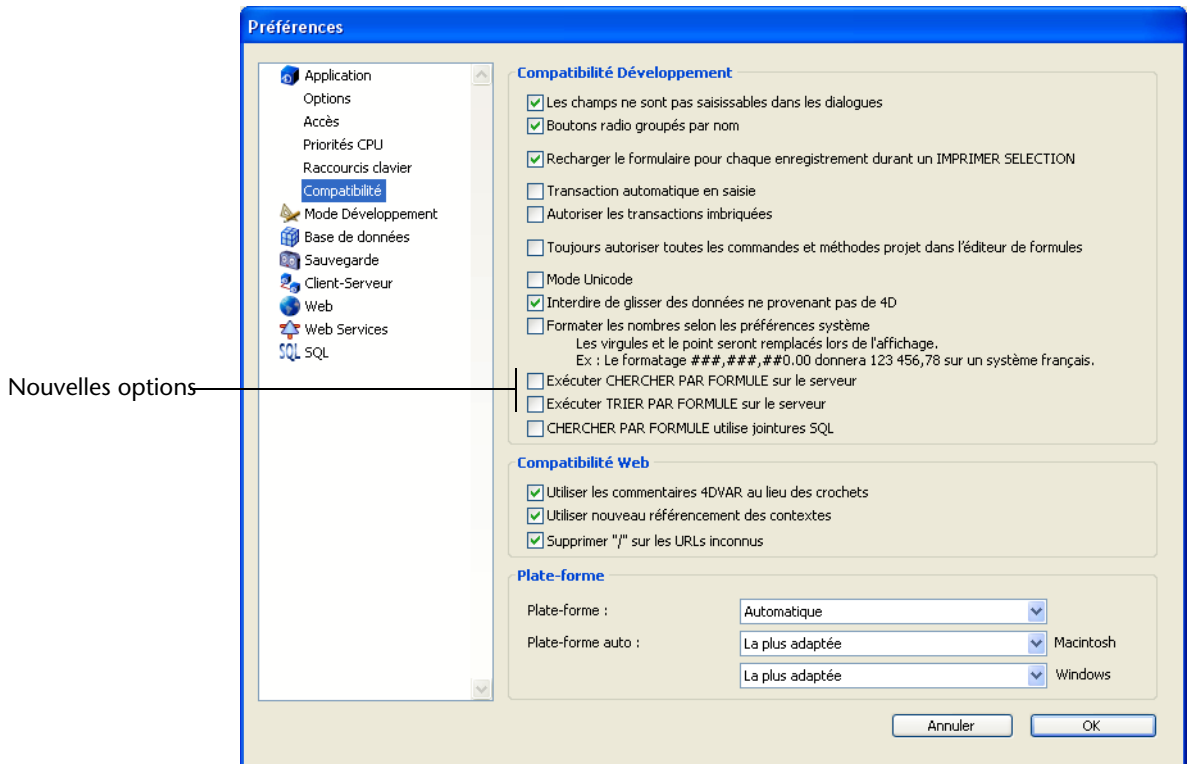 Préférences
Application
Options
Accès
Priorités CPU
Raccourcis clavier
Compatibilité
Mode Développement
Base de données
Sauvegarde
Client-Serveur
Web
Web Services
SQL SQL
Nouvelles options
Compatibilité Développement
Les champs ne sont pas saisissables dans les dialogues
Boutons radio groupés par nom
Recharger le formulaire pour chaque enregistrement durant un IMPRIMER SELECTION
Transaction automatique en saisie
Autoriser les transactions imbriquées
Toujours autoriser toutes les commandes et méthodes projet dans l'éditeur de formules
Mode Unicode
Interdire de glisser des données ne provenant pas de 4D
Formater les nombres selon les préférences système
Les virgules et le point seront remplacés lors de l'affichage.
Ex : Le formatage ###,###,##0.00 donnera 123 456,78 sur un système français.
Exécuter CHERCHER PAR FORMULE sur le serveur
Exécuter TRIER PAR FORMULE sur le serveur
CHERCHER PAR FORMULE utilise jointures SQL
Compatibilité Web
Utiliser les commentaires 4DVAR au lieu des crochets
Utiliser nouveau référencement des contextes
Supprimer "/" sur les URLs inconnus
Plate-forme
Plate-forme : Automatique
Plate-forme auto : La plus adaptée Macintosh
La plus adaptée Windows
Annuler OK